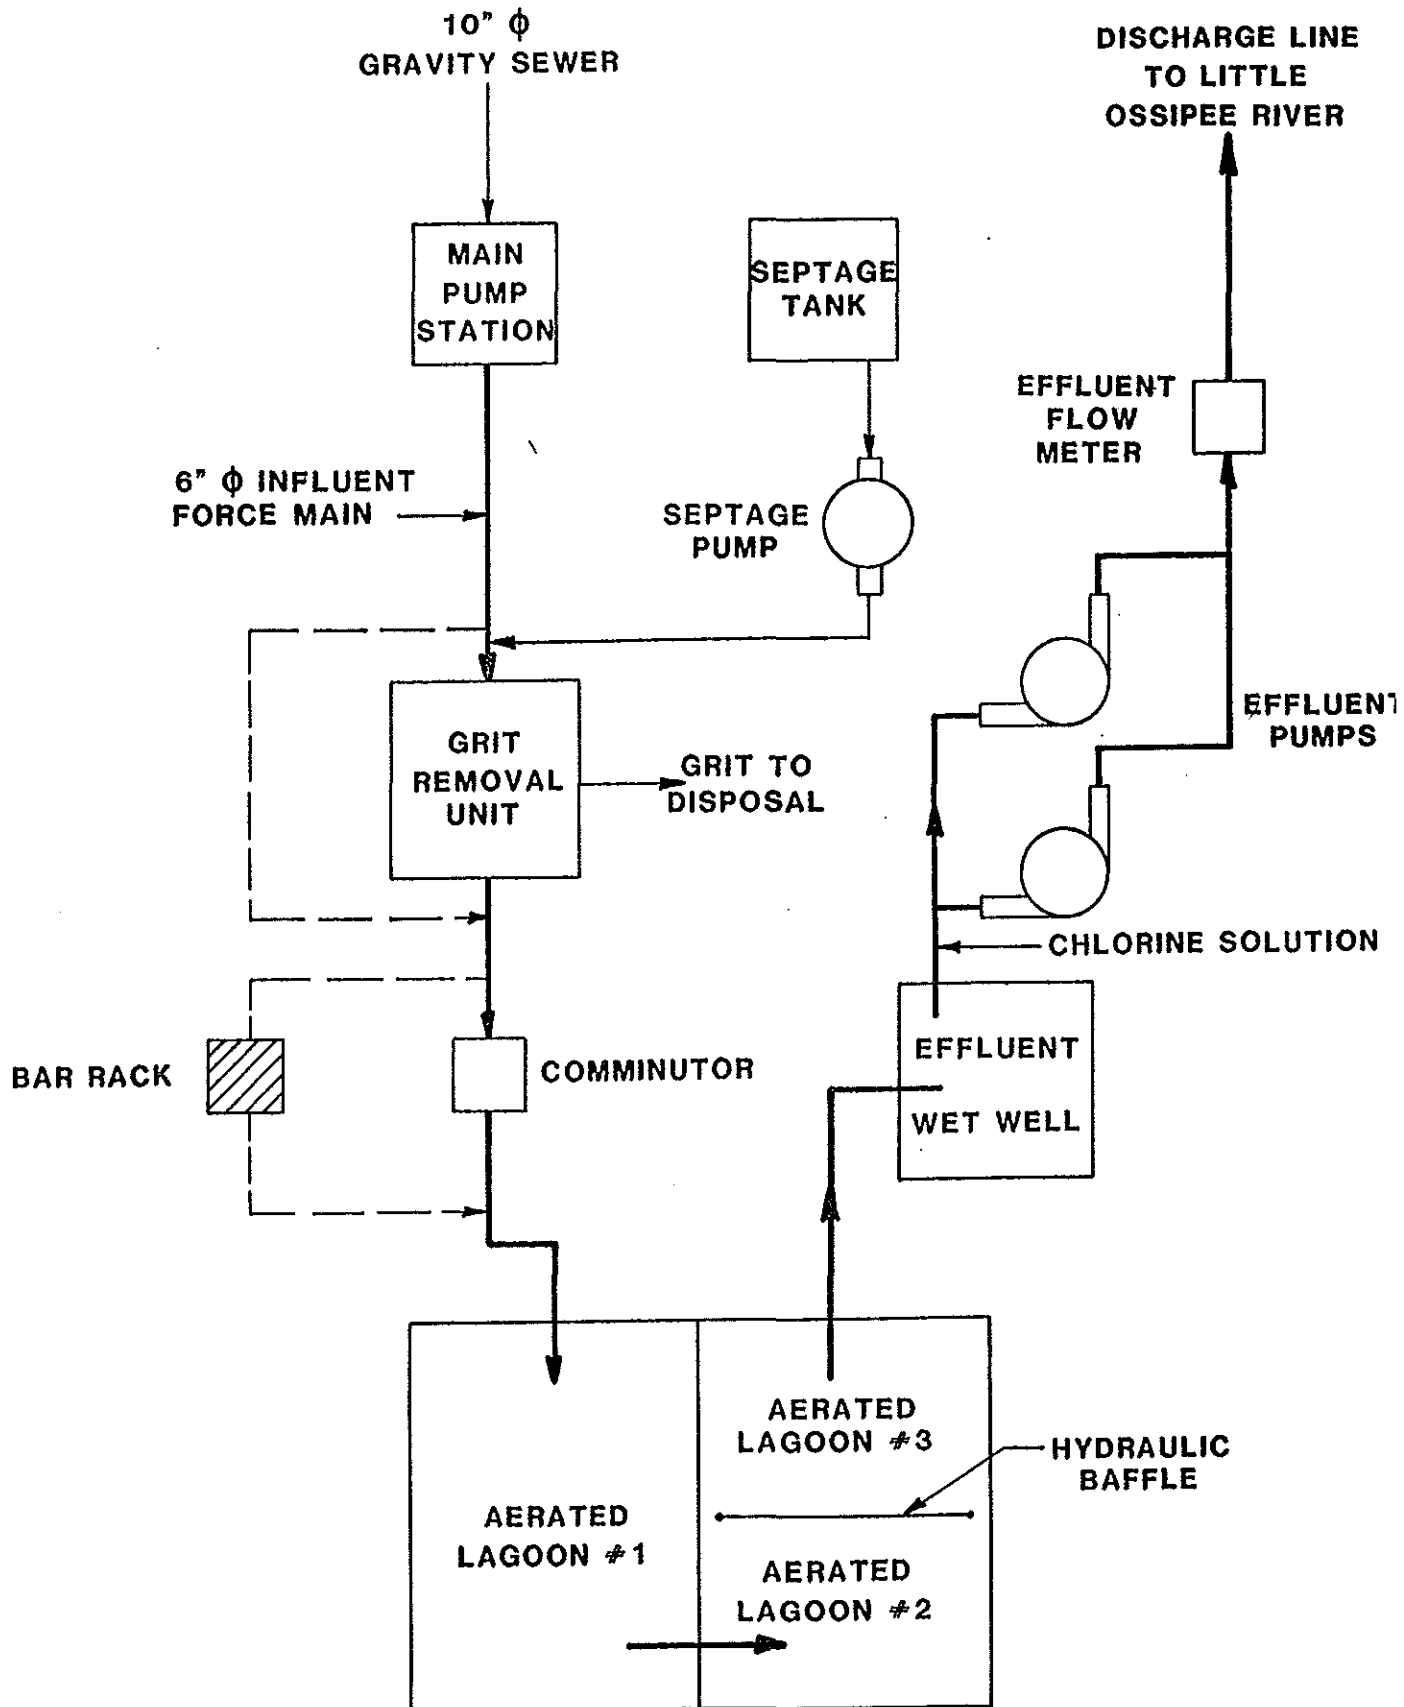 10" ϕ
GRAVITY SEWER
DISCHARGE LINE
TO LITTLE
OSSIPEE RIVER
MAIN
PUMP
STATION
SEPTAGE
TANK
EFFLUENT
FLOW
METER
6" ϕ INFLUENT
FORCE MAIN
SEPTAGE
PUMP
GRIT
REMOVAL
UNIT
GRIT TO
DISPOSAL
EFFLUENT
PUMPS
CHLORINE SOLUTION
BAR RACK
COMMINUTOR
EFFLUENT
WET WELL
AERATED
LAGOON #3
HYDRAULIC
BAFFLE
AERATED
LAGOON #1
AERATED
LAGOON #2